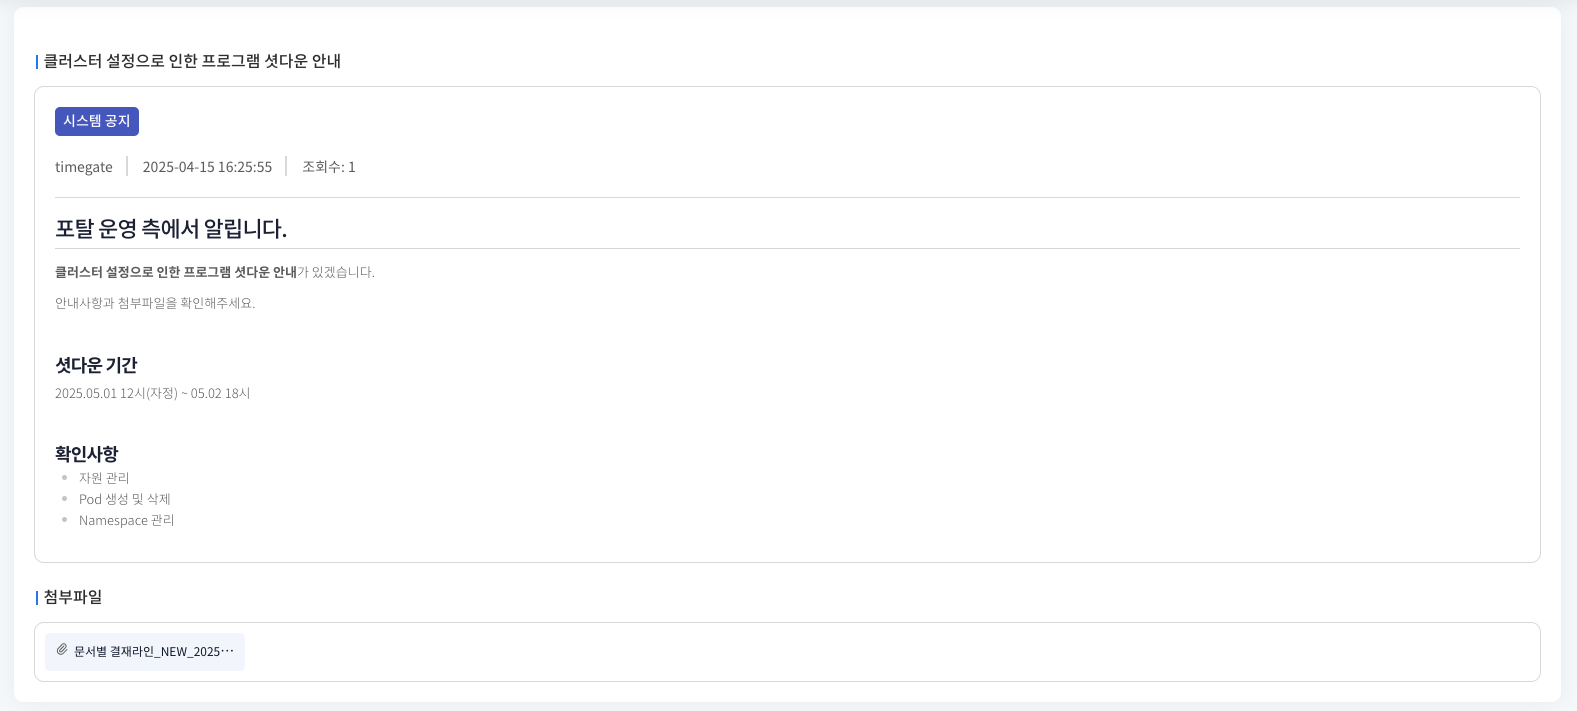 클러스터 설정으로 인한 프로그램 셧다운 안내
시스템 공지
timegate 2025-04-15 16:25:55 조회수: 1
포탈 운영 측에서 알립니다.
클러스터 설정으로 인한 프로그램 셧다운 안내가 있겠습니다.
안내사항과 첨부파일을 확인해주세요.
셧다운 기간
2025.05.01 12시(자정) ~ 05.02 18시
확인사항
자원 관리
Pod 생성 및 삭제
Namespace 관리
첨부파일
문서별 결재라인_NEW_2025⋯